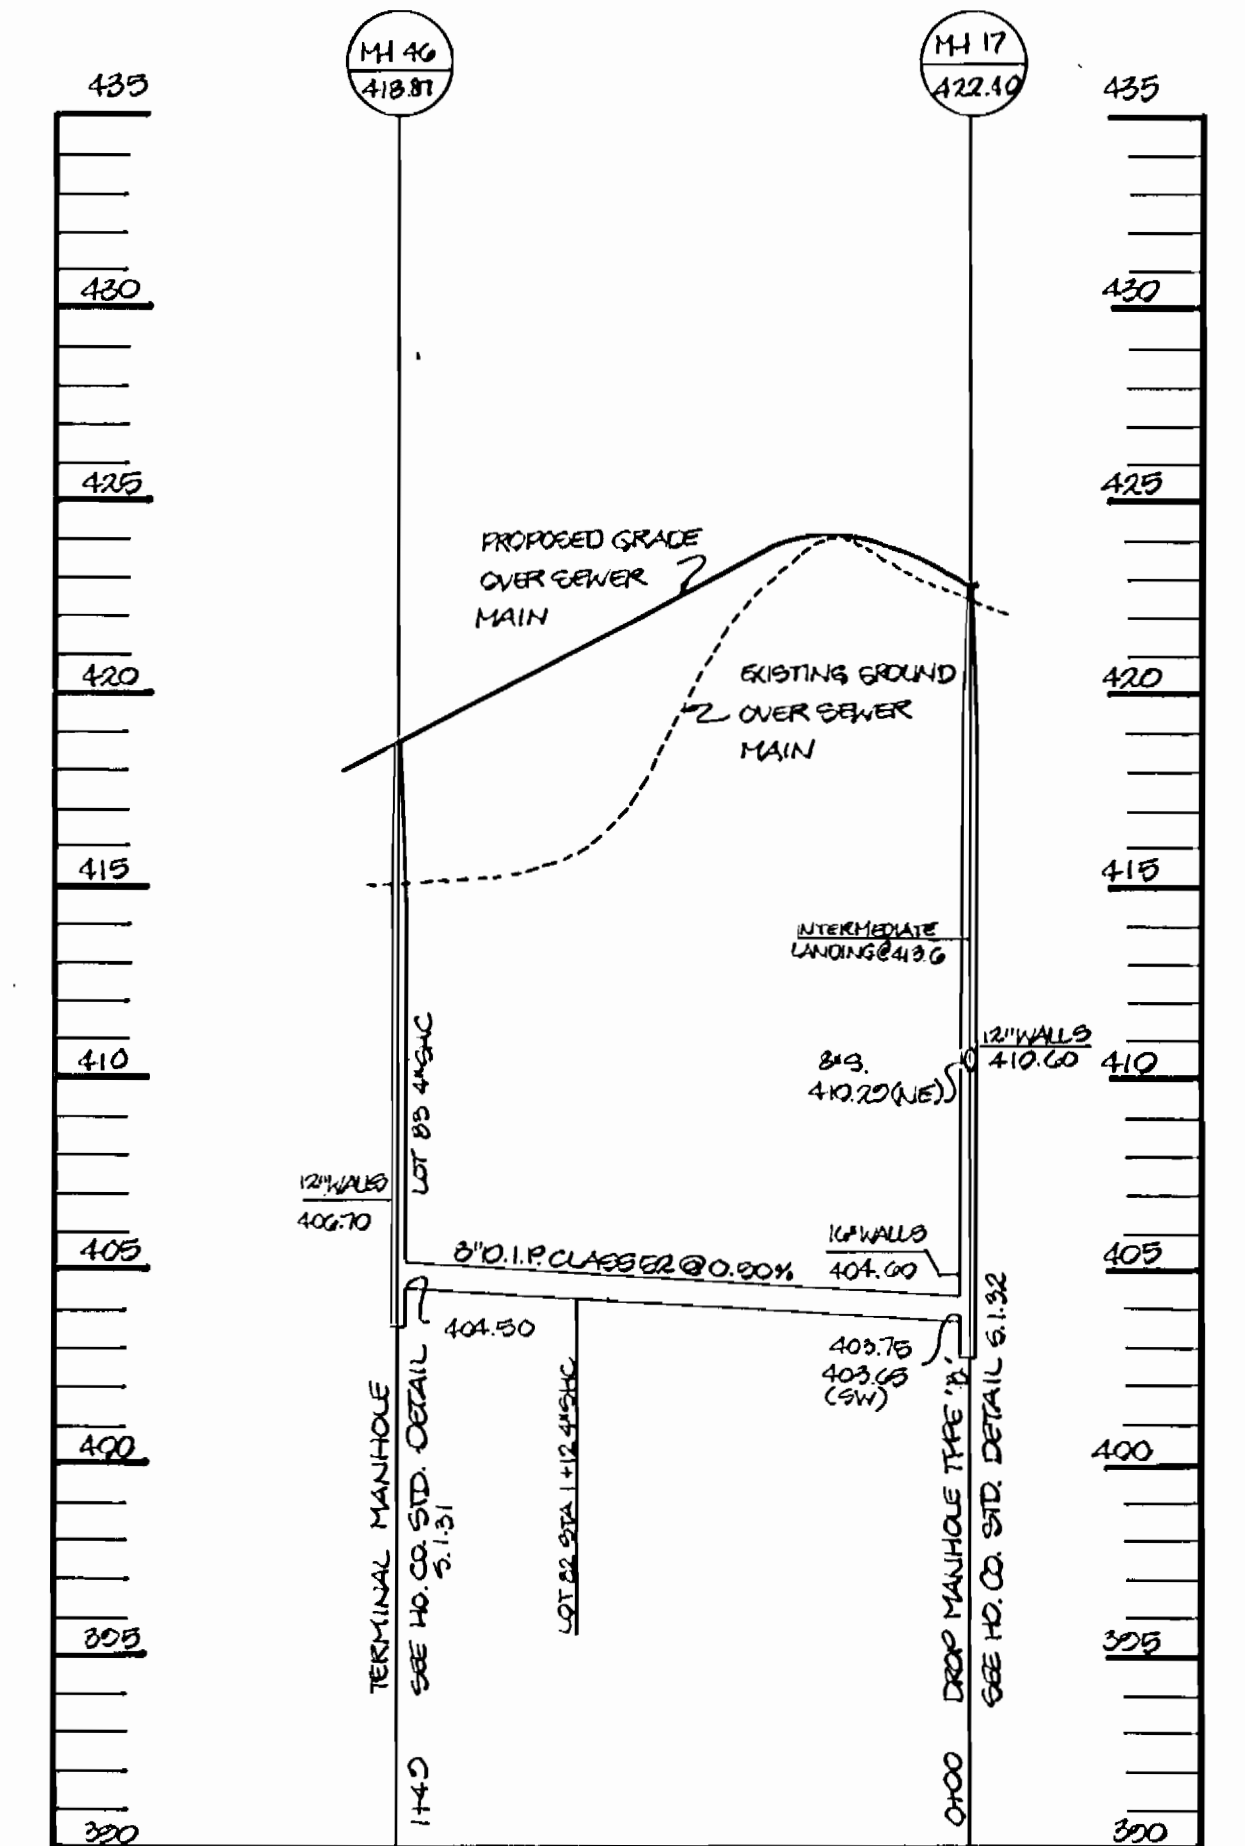 MH 46
418.87
MH 17
422.40
435
430
425
420
415
410
405
400
395
390
435
430
425
420
415
410
405
400
395
390
PROPOSED GRADE
OVER SEWER
MAIN
EXISTING GROUND
OVER SEWER
MAIN
INTERMEDIATE
LANDING @ 413.6
12" WALLS
410.60
8" S.
410.29 (NE)
LOT 83 4" SHC
12" WALLS
406.70
8" D.I.P. CLASS 52 @ 0.50%
16" WALLS
404.60
404.50
403.75
403.65
(SW)
TERMINAL MANHOLE
SEE HO. CO. STD. DETAIL
S.1.31
LOT 82 STA 1+12 4" SHC
DROP MANHOLE TYPE 'B'
SEE HO. CO. STD. DETAIL S.1.32
1+49
0+00